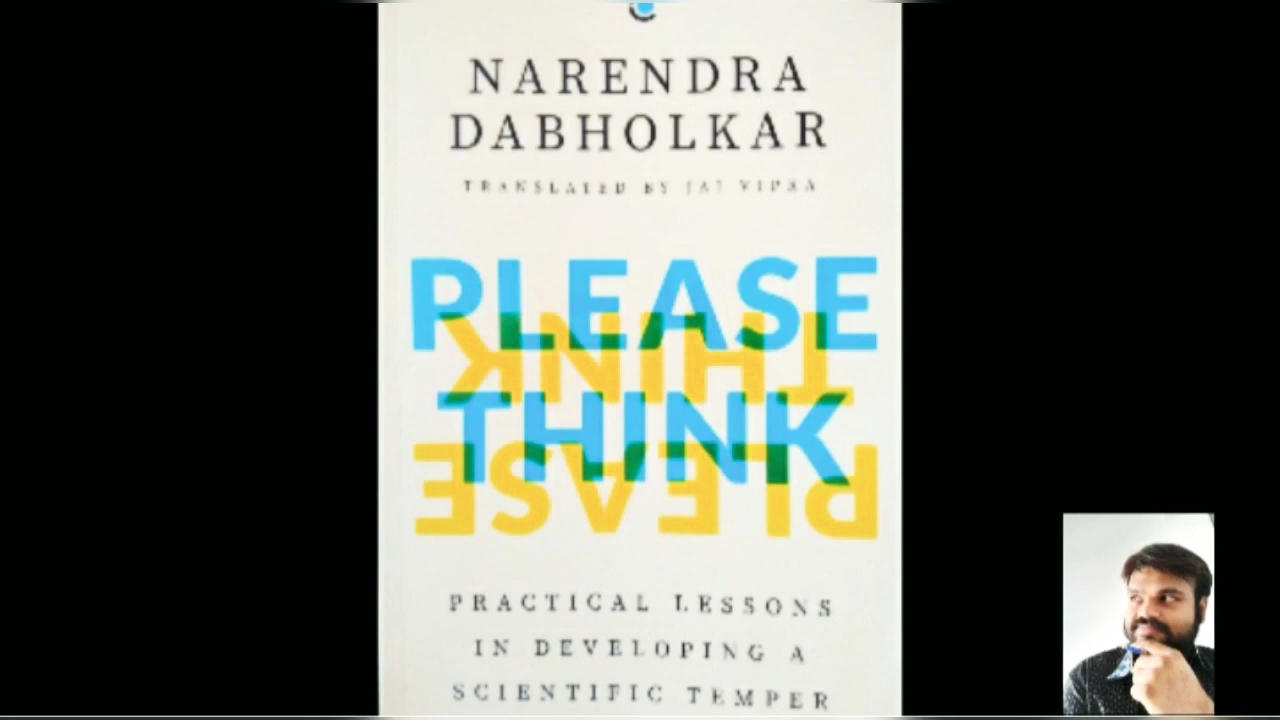 NARENDRA
DABHOLKAR
TRANSLATED BY JAI VIPRA
PLEASE
THINK
THINK
PLEASE
PRACTICAL LESSONS
IN DEVELOPING A
SCIENTIFIC TEMPER